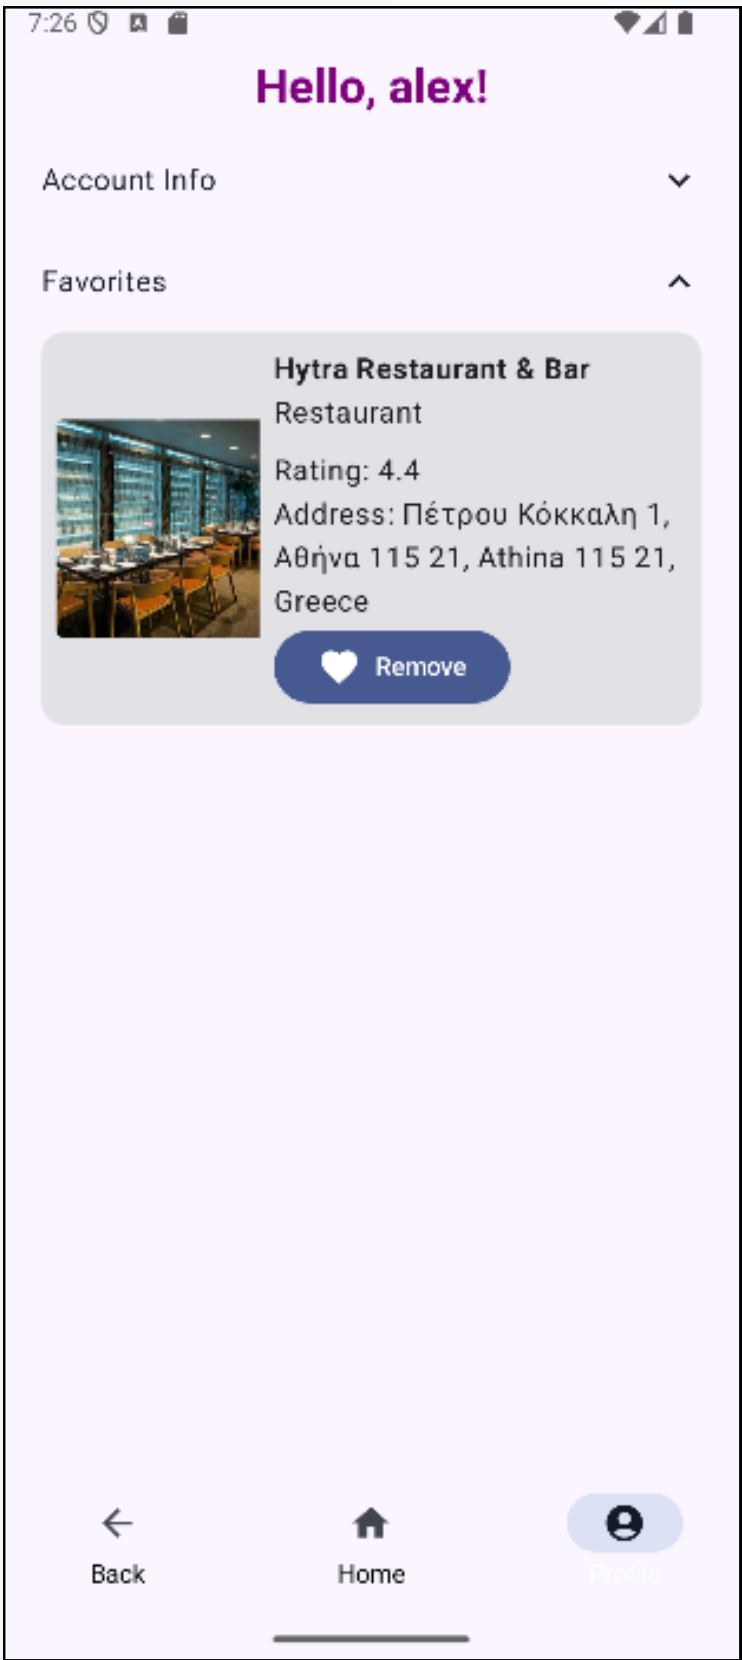 7:26
Hello, alex!
Account Info
Favorites
Hytra Restaurant & Bar
Restaurant
Rating: 4.4
Address: Πέτρου Κόκκαλη 1,
Αθήνα 115 21, Athina 115 21,
Greece
Remove
Back
Home
Profile